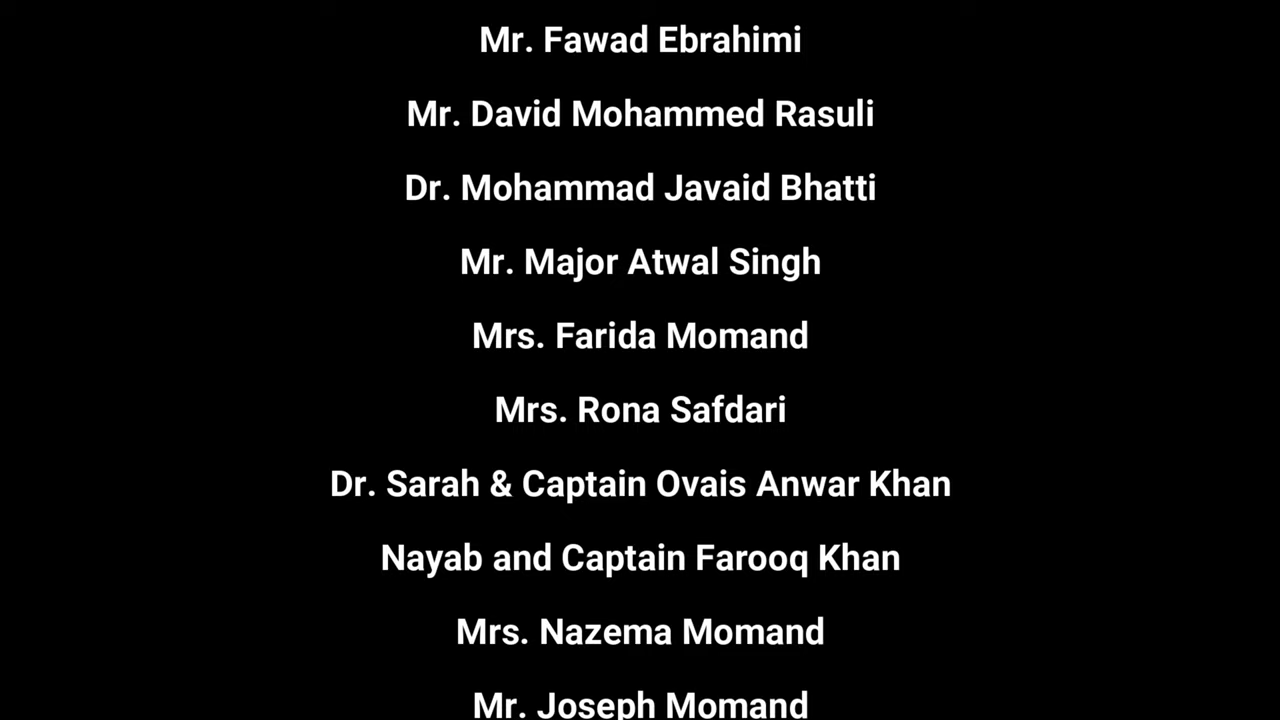 Mr. Fawad Ebrahimi
Mr. David Mohammed Rasuli
Dr. Mohammad Javaid Bhatti
Mr. Major Atwal Singh
Mrs. Farida Momand
Mrs. Rona Safdari
Dr. Sarah & Captain Ovais Anwar Khan
Nayab and Captain Farooq Khan
Mrs. Nazema Momand
Mr. Joseph Momand